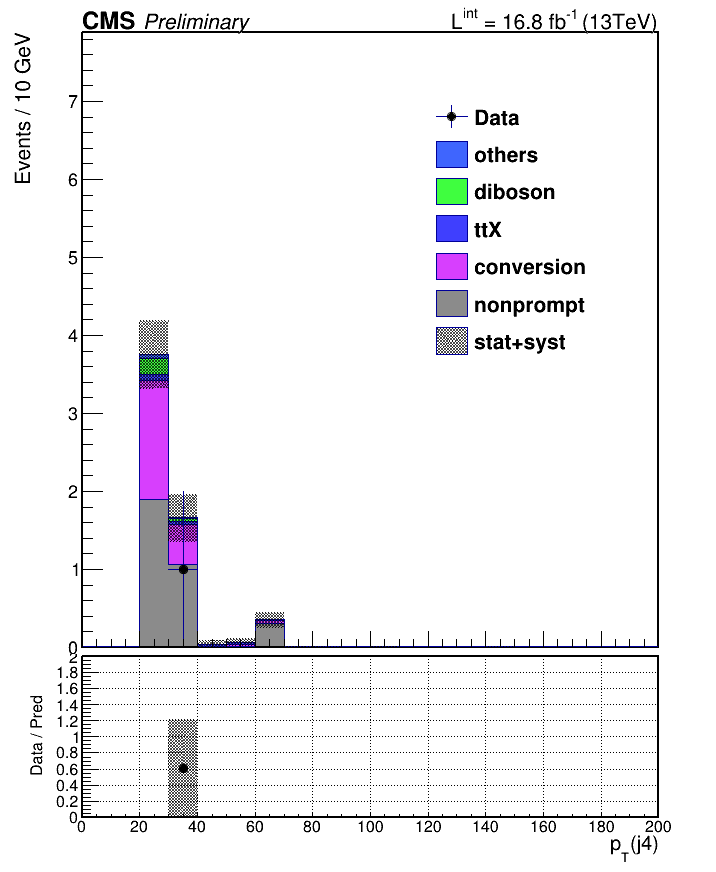 CMS Preliminary
L^int = 16.8 fb^-1 (13TeV)
Events / 10 GeV
7
6
5
4
3
2
1
0
Data
others
diboson
ttX
conversion
nonprompt
stat+syst
Data / Pred
2
1.8
1.6
1.4
1.2
1
0.8
0.6
0.4
0.2
0
0 20 40 60 80 100 120 140 160 180 200
p_T(j4)